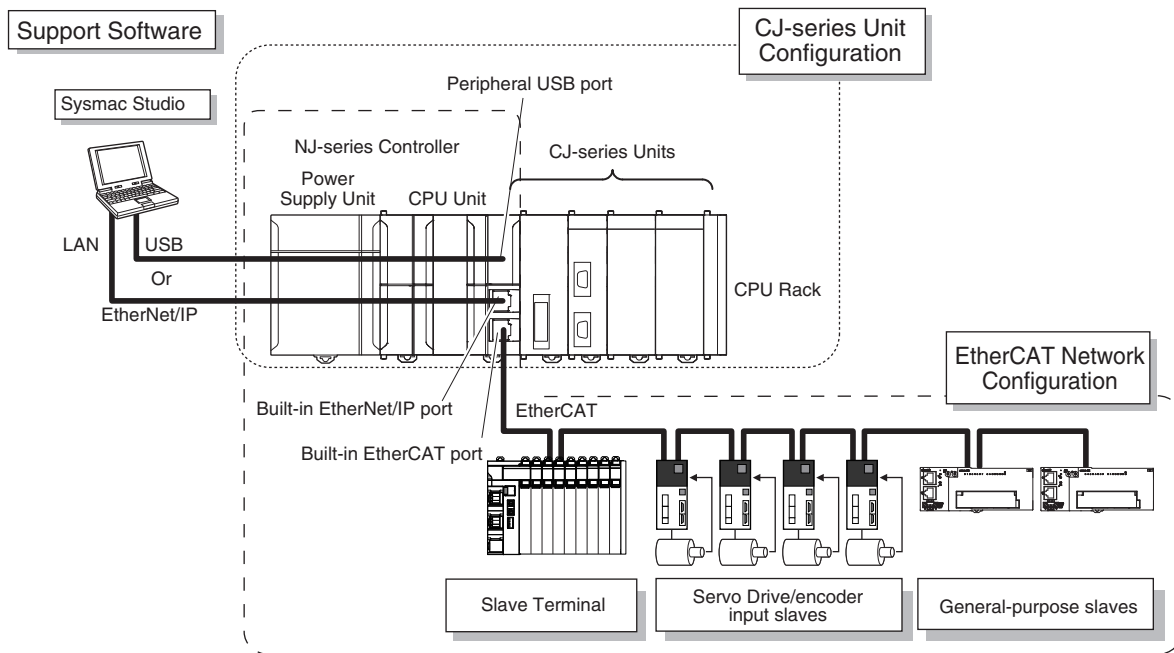 Support Software
CJ-series Unit
Configuration
Peripheral USB port
Sysmac Studio
NJ-series Controller
CJ-series Units
Power
Supply Unit
CPU Unit
LAN
USB
Or
EtherNet/IP
CPU Rack
EtherCAT Network
Configuration
Built-in EtherNet/IP port
EtherCAT
Built-in EtherCAT port
Slave Terminal
Servo Drive/encoder
input slaves
General-purpose slaves